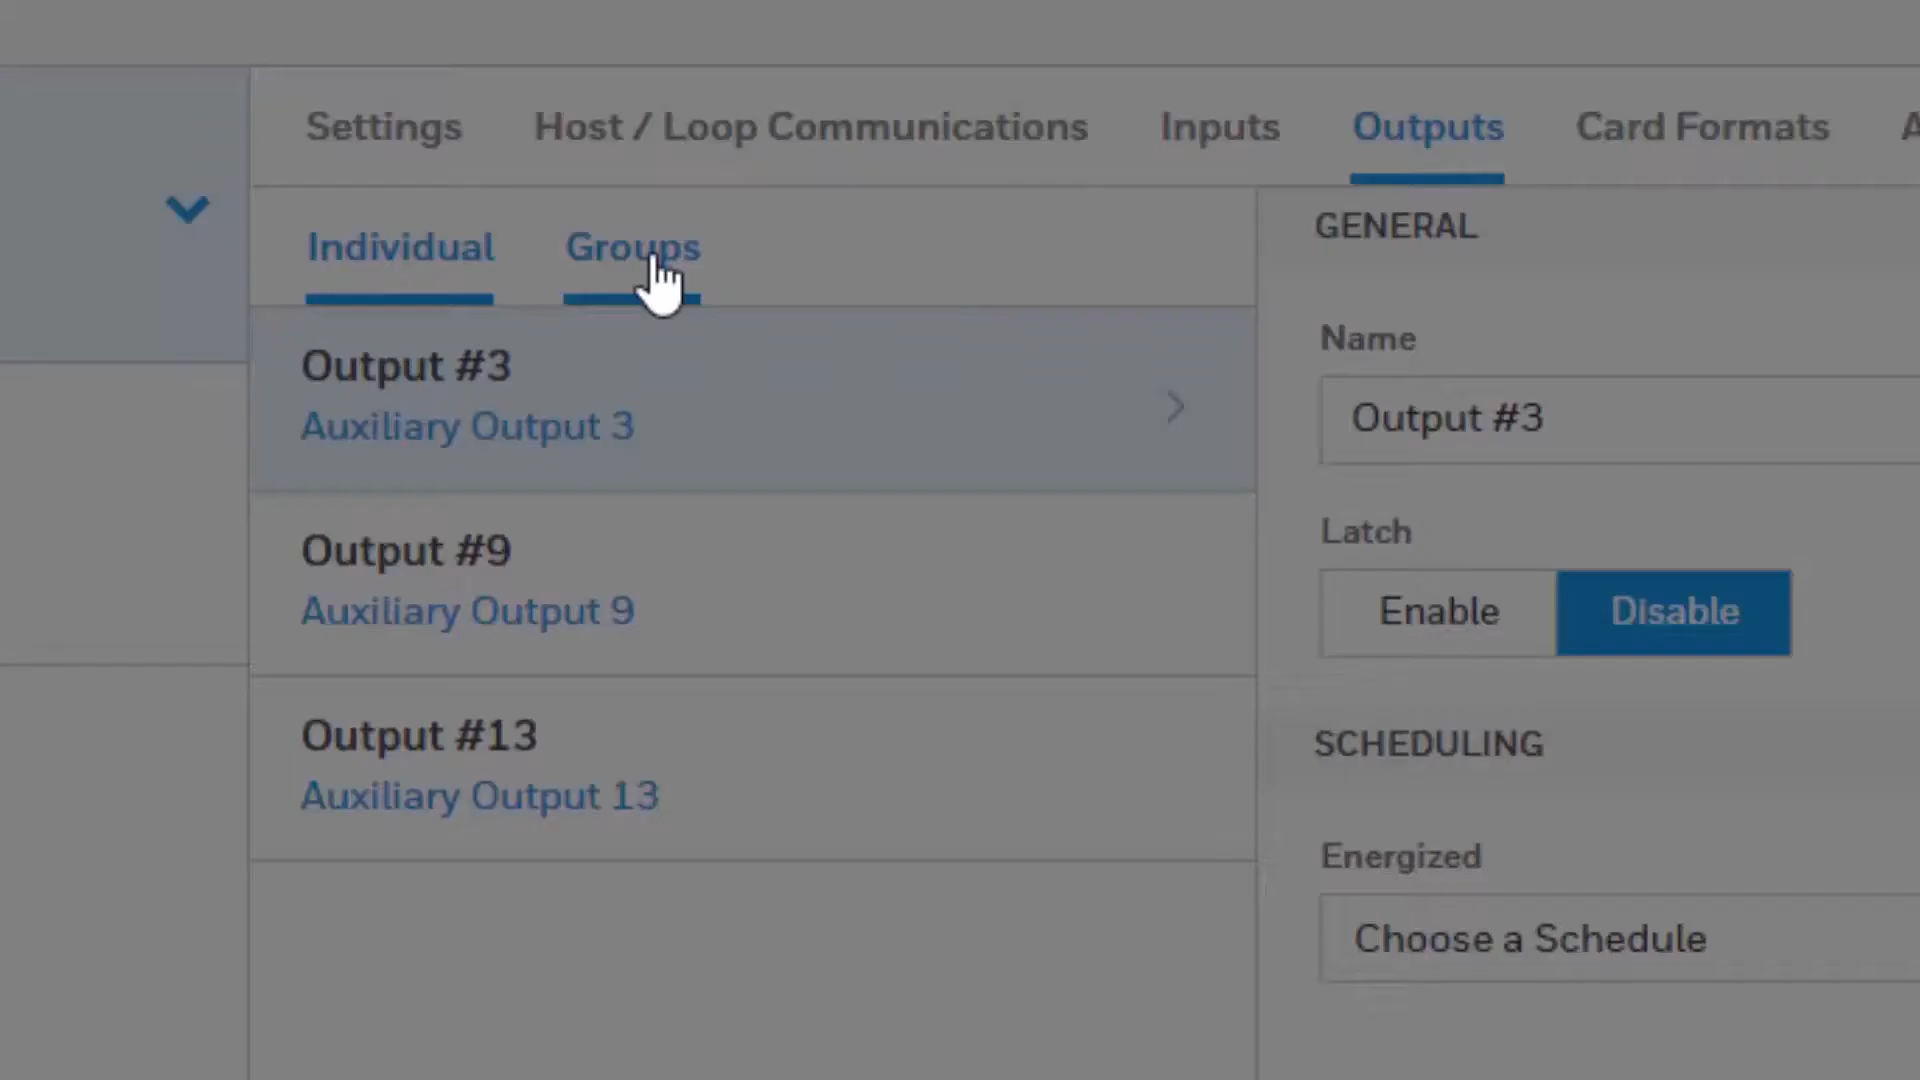 Settings
Host / Loop Communications
Inputs
Outputs
Card Formats
Individual
Groups
Output #3
Auxiliary Output 3
Output #9
Auxiliary Output 9
Output #13
Auxiliary Output 13
GENERAL
Name
Output #3
Latch
Enable
Disable
SCHEDULING
Energized
Choose a Schedule